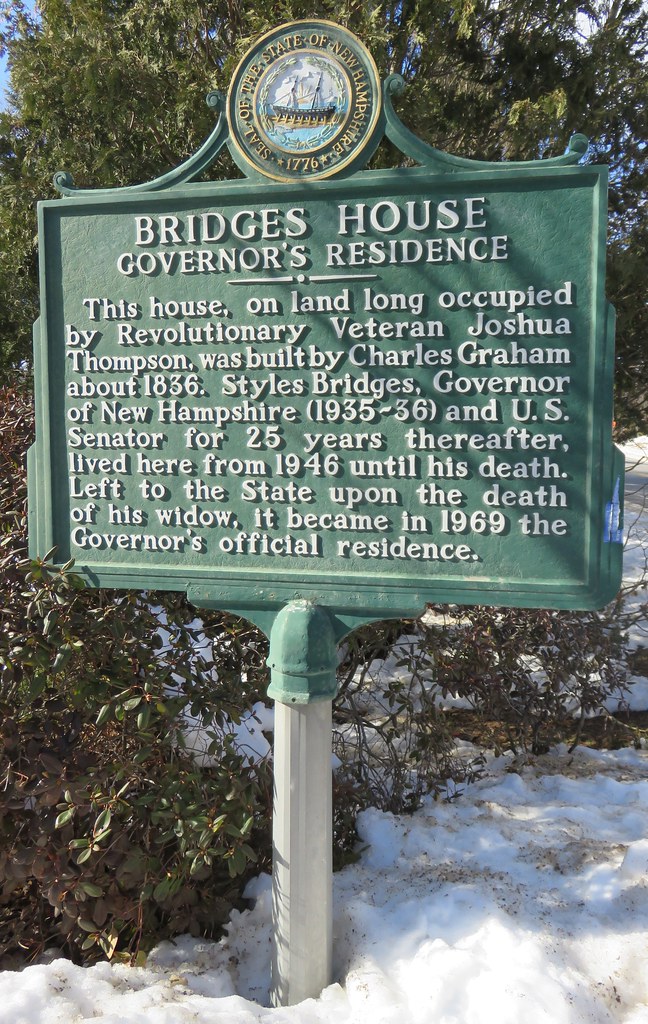 SEAL OF THE STATE OF NEW HAMPSHIRE
1776
BRIDGES HOUSE
GOVERNOR'S RESIDENCE
This house, on land long occupied
by Revolutionary Veteran Joshua
Thompson, was built by Charles Graham
about 1836. Styles Bridges, Governor
of New Hampshire (1935-36) and U.S.
Senator for 25 years thereafter,
lived here from 1946 until his death.
Left to the State upon the death
of his widow, it became in 1969 the
Governor's official residence.